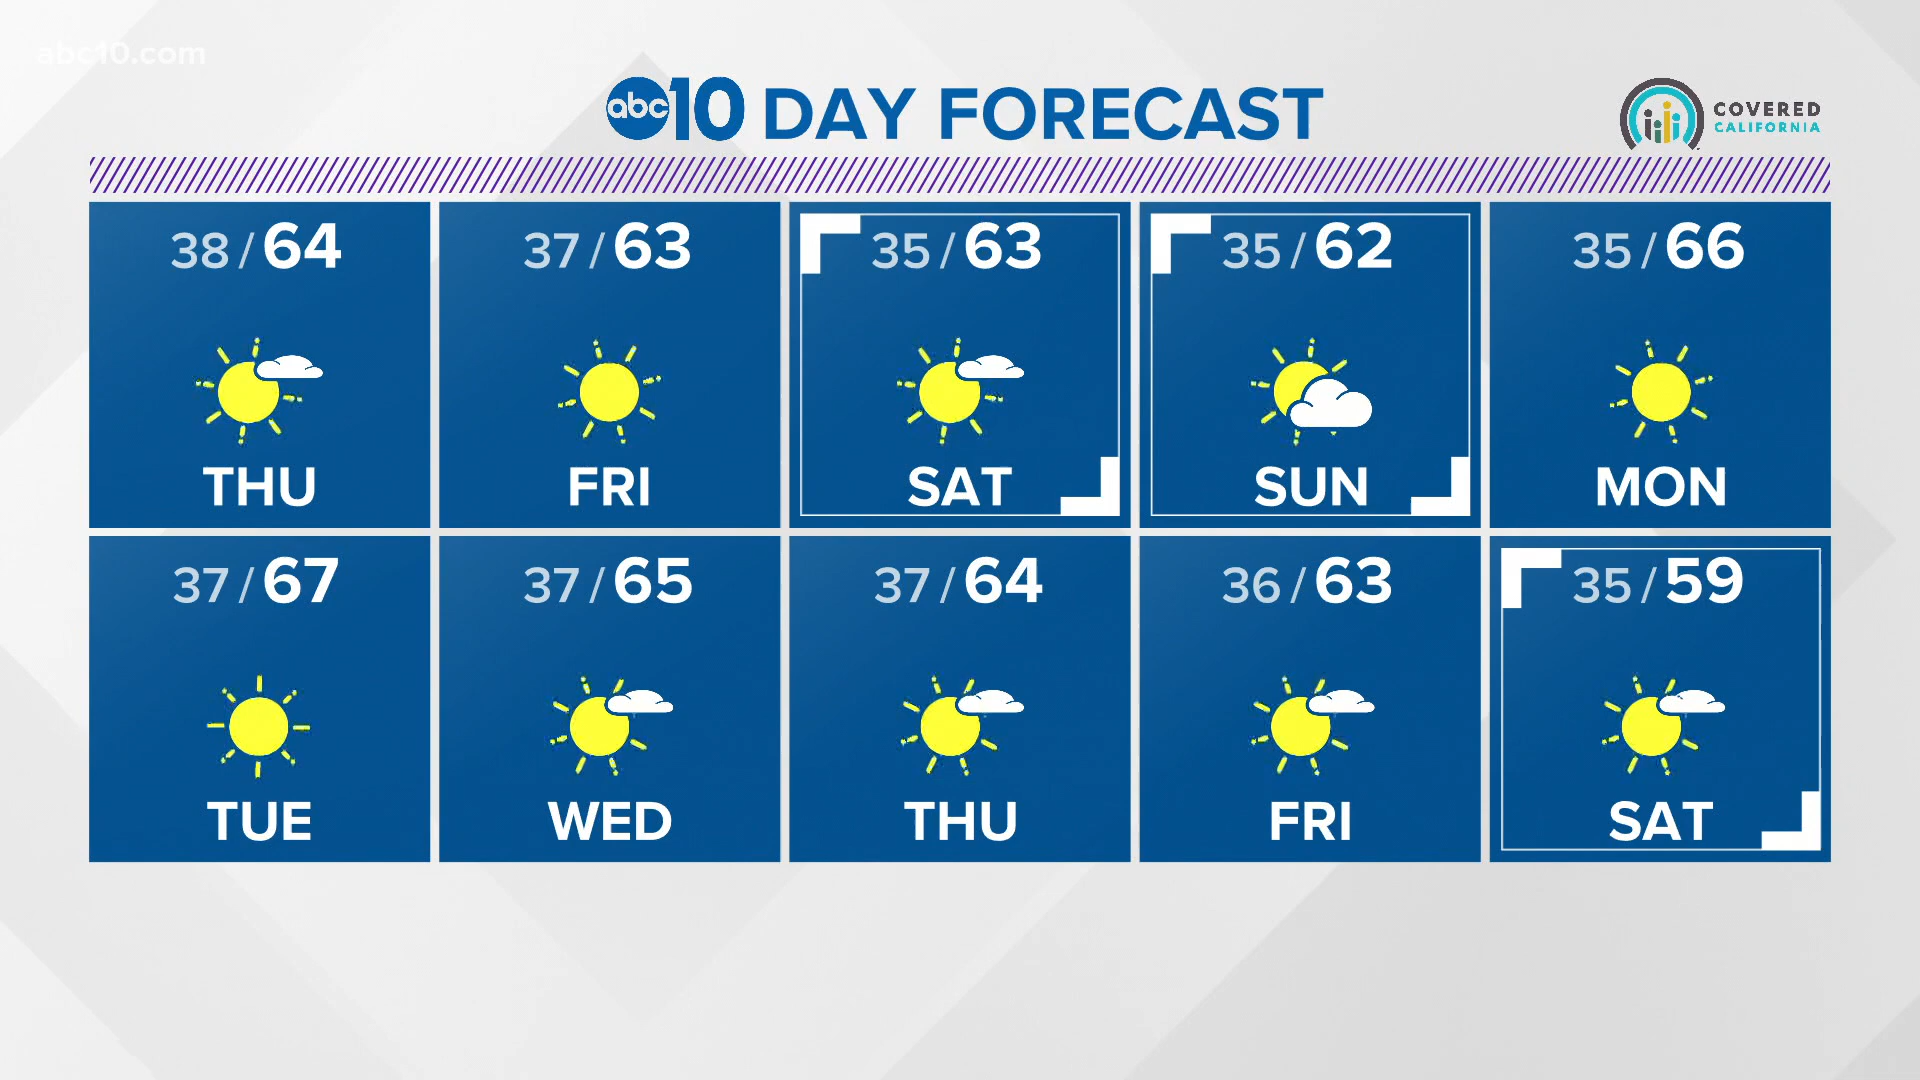 abc10.com
abc10 DAY FORECAST
COVERED
CALIFORNIA
38/64 37/63 35/63 35/62 35/66
THU FRI SAT SUN MON
37/67 37/65 37/64 36/63 35/59
TUE WED THU FRI SAT